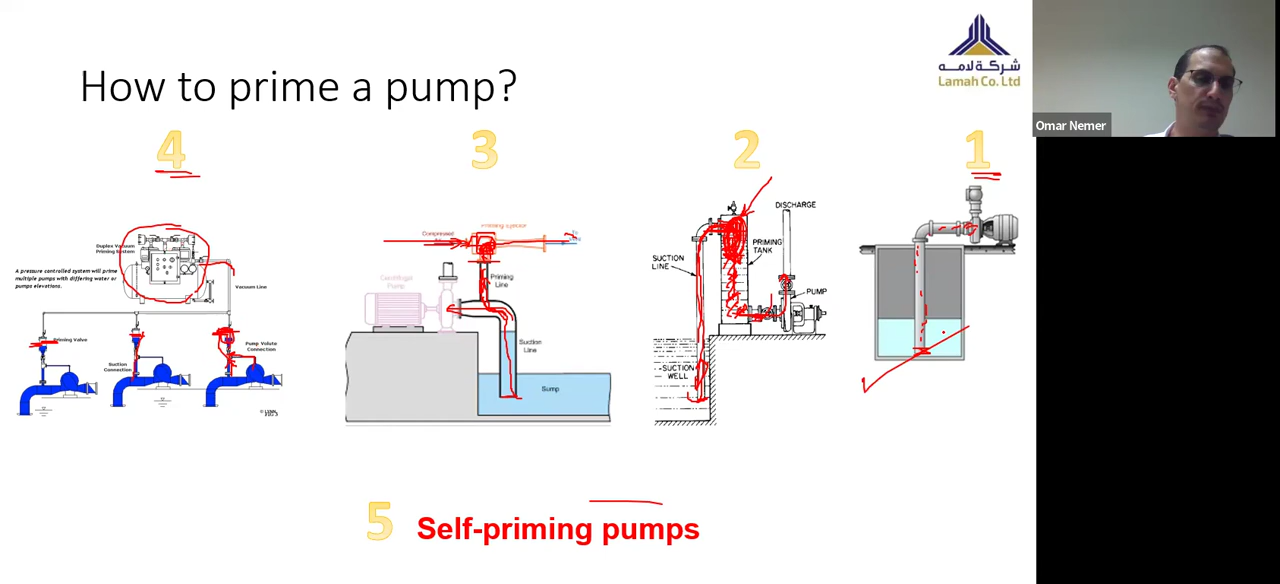 How to prime a pump?
شركة لامه
Lamah Co. Ltd
Omar Nemer
4
3
2
1
Duplex Vacuum
Priming System
A pressure controlled system will prime
multiple pumps with differing water or
pumps elevations.
Vacuum Line
Priming Valve
Suction
Connection
Pump Volute
Connection
FIG 3
Priming Ejector
Compressed
Centrifugal
Pump
Priming
Line
Suction
Line
Sump
DISCHARGE
SUCTION
LINE
PRIMING
TANK
PUMP
SUCTION
WELL
5
Self-priming pumps